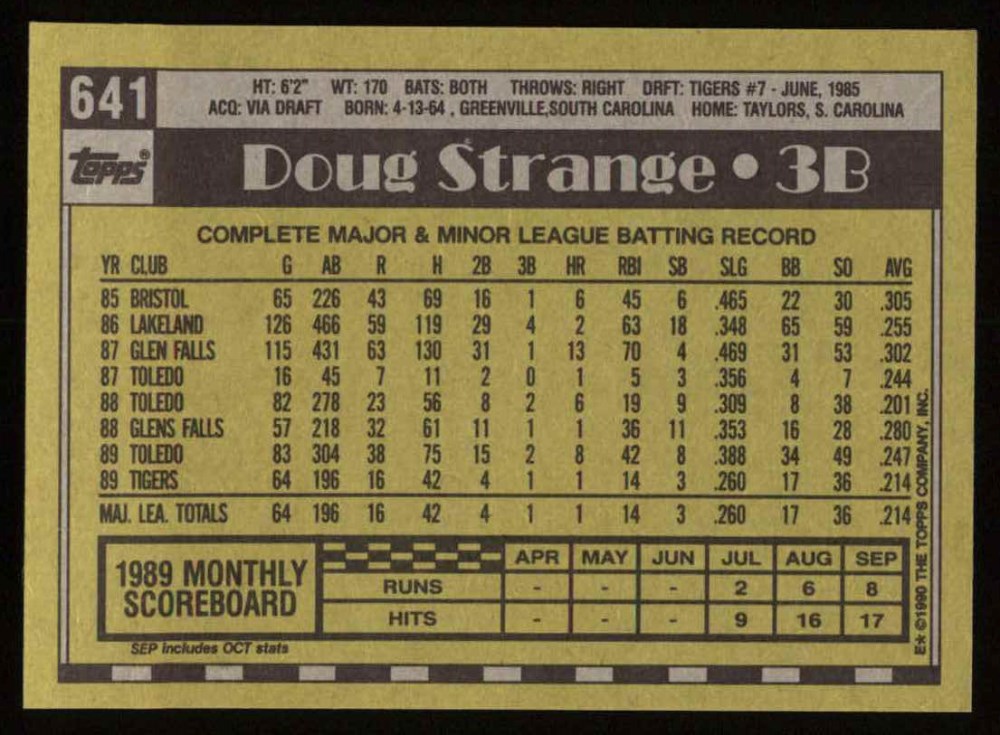 641
HT: 6'2" WT: 170 BATS: BOTH THROWS: RIGHT DRFT: TIGERS #7 - JUNE, 1985
ACQ: VIA DRAFT BORN: 4-13-64 , GREENVILLE,SOUTH CAROLINA HOME: TAYLORS, S. CAROLINA
Topps®
Doug Strange • 3B
COMPLETE MAJOR & MINOR LEAGUE BATTING RECORD
YR CLUB G AB R H 2B 3B HR RBI SB SLG BB SO AVG
85 BRISTOL 65 226 43 69 16 1 6 45 6 .465 22 30 .305
86 LAKELAND 126 466 59 119 29 4 2 63 18 .348 65 59 .255
87 GLEN FALLS 115 431 63 130 31 1 13 70 4 .469 31 53 .302
87 TOLEDO 16 45 7 11 2 0 1 5 3 .356 4 7 .244
88 TOLEDO 82 278 23 56 8 2 6 19 9 .309 8 38 .201
88 GLENS FALLS 57 218 32 61 11 1 1 36 11 .353 16 28 .280
89 TOLEDO 83 304 38 75 15 2 8 42 8 .388 34 49 .247
89 TIGERS 64 196 16 42 4 1 1 14 3 .260 17 36 .214
MAJ. LEA. TOTALS 64 196 16 42 4 1 1 14 3 .260 17 36 .214
1989 MONTHLY
SCOREBOARD
APR MAY JUN JUL AUG SEP
RUNS - - - 2 6 8
HITS - - - 9 16 17
SEP includes OCT stats
E* ©1990 THE TOPPS COMPANY, INC.